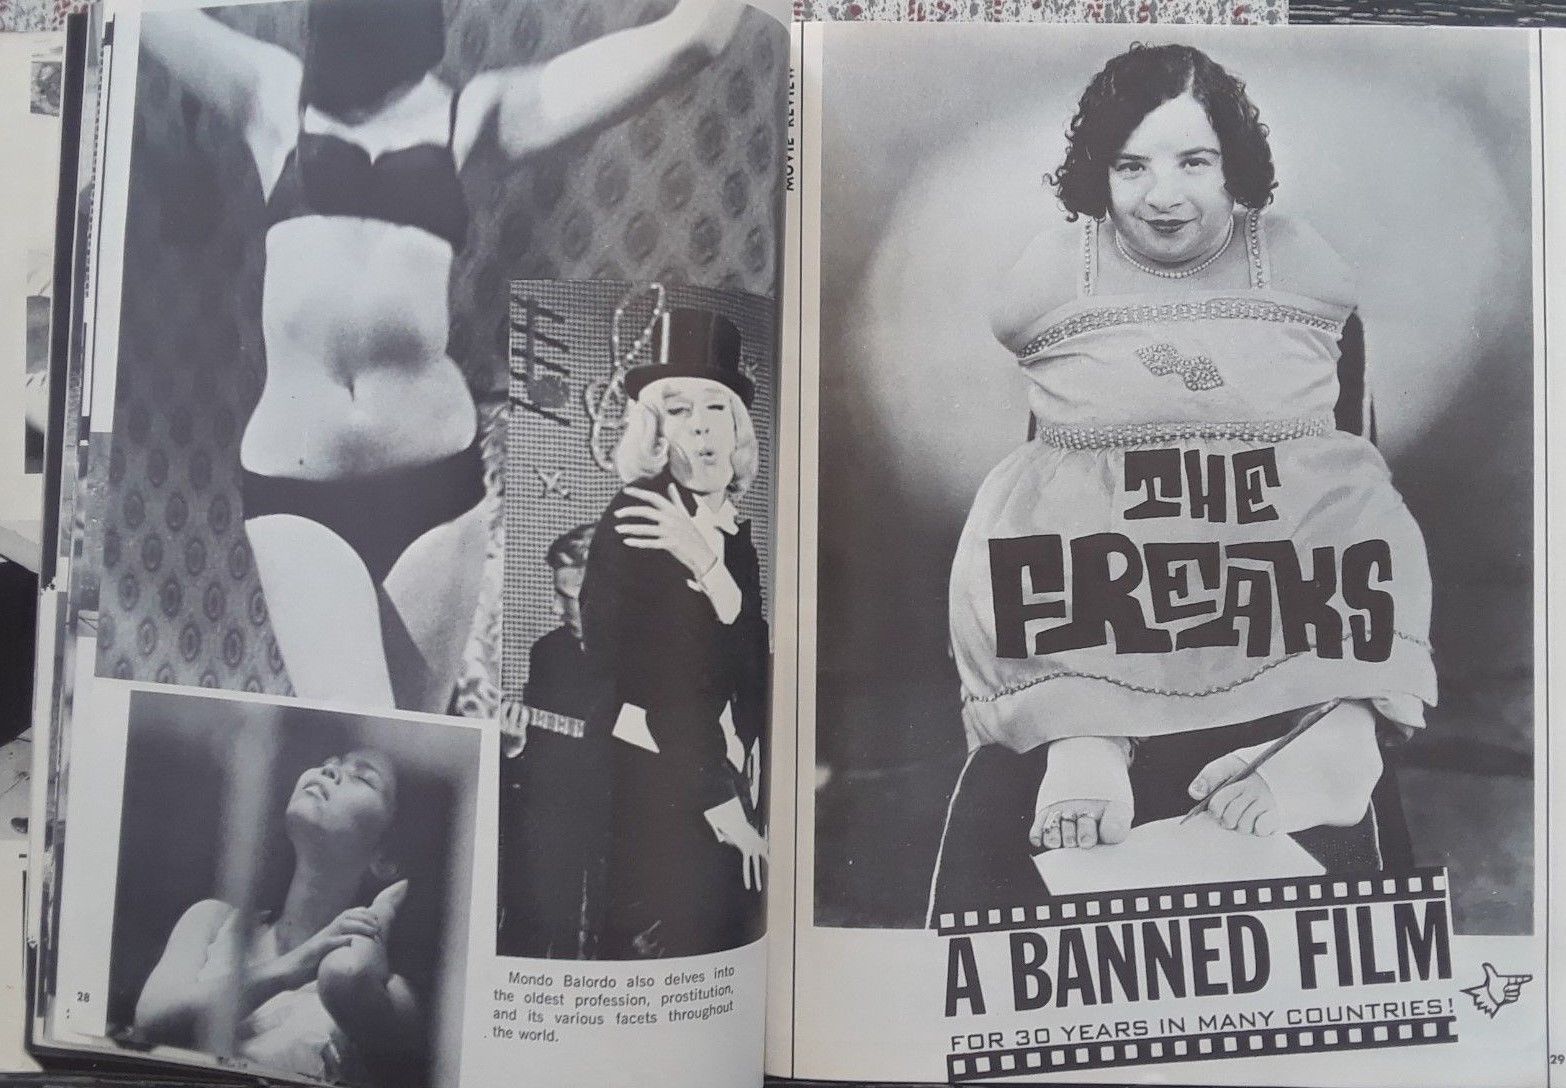 Mondo Balordo also delves into
the oldest profession, prostitution,
and its various facets throughout
the world.
28
MOVIE REVIEW
THE
FREAKS
A BANNED FILM
FOR 30 YEARS IN MANY COUNTRIES!
29